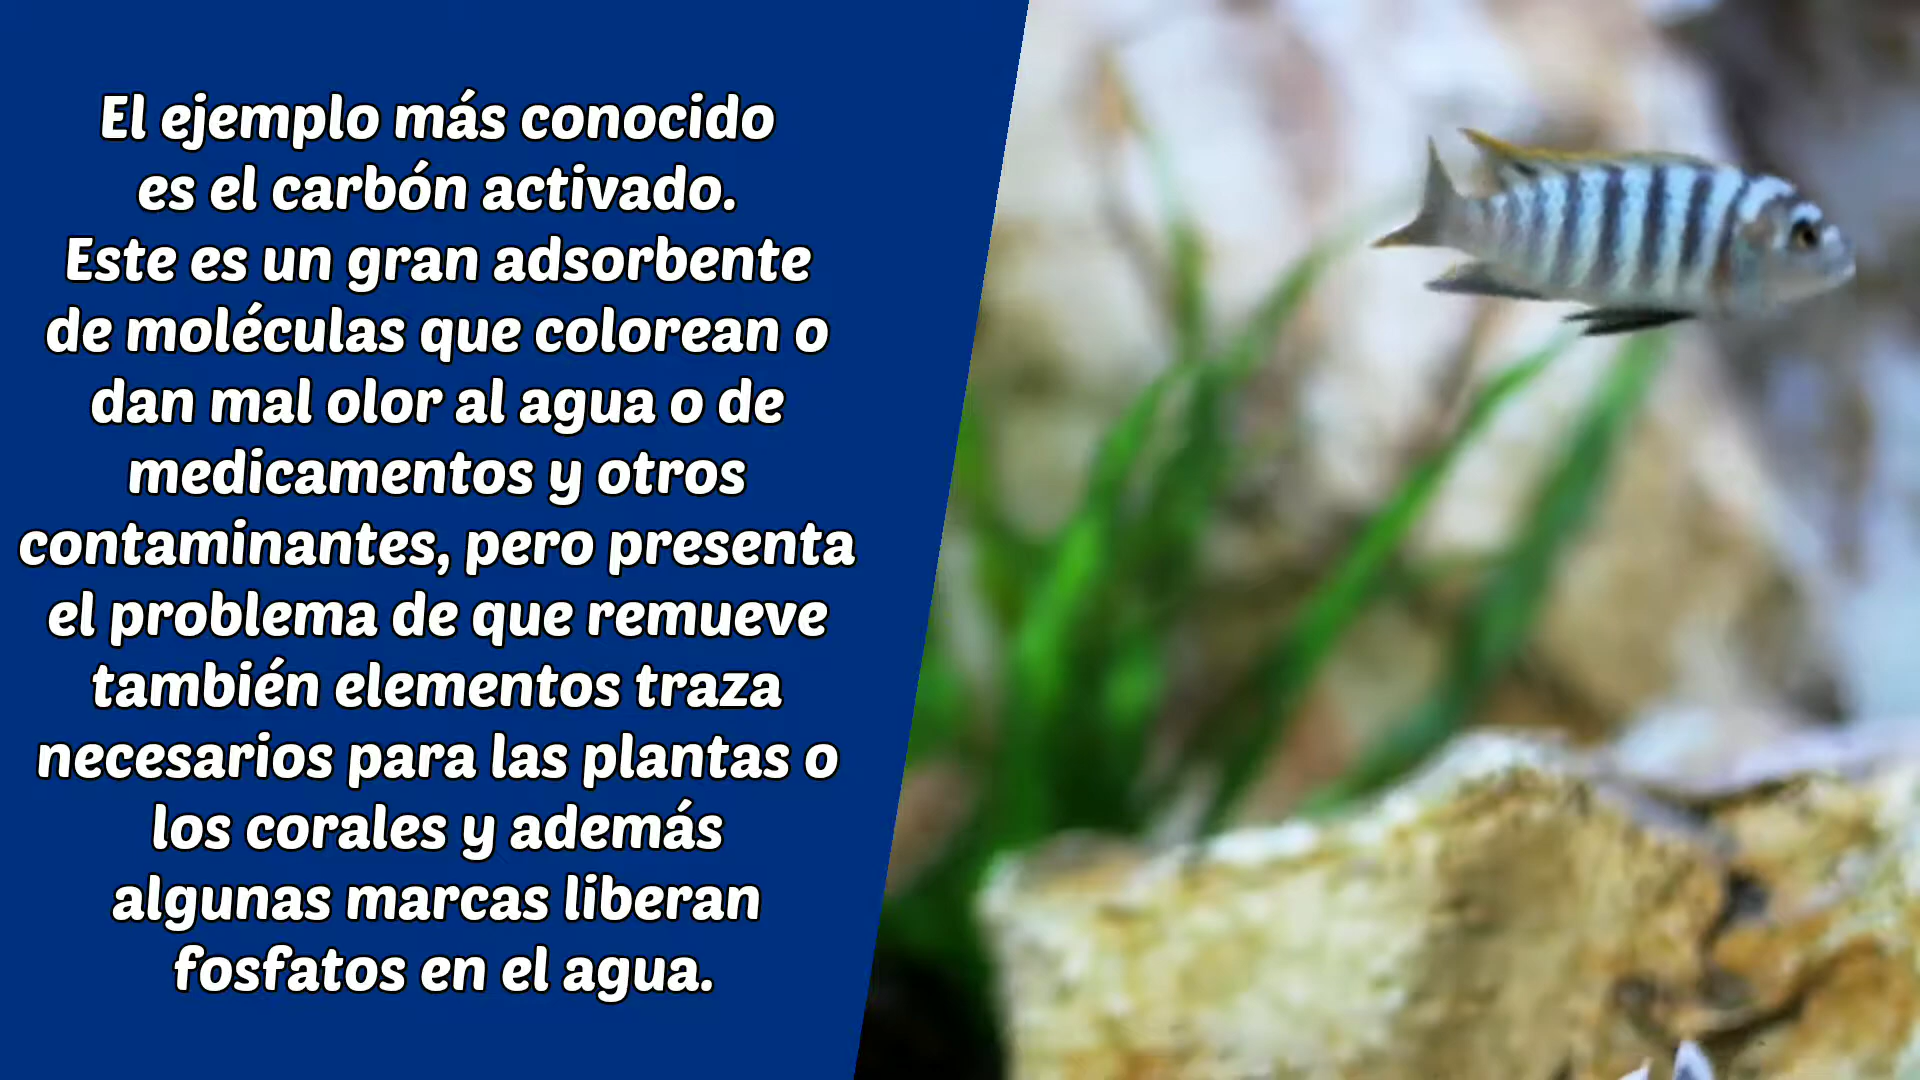 El ejemplo más conocido
es el carbón activado.
Este es un gran adsorbente
de moléculas que colorean o
dan mal olor al agua o de
medicamentos y otros
contaminantes, pero presenta
el problema de que remueve
también elementos traza
necesarios para las plantas o
los corales y además
algunas marcas liberan
fosfatos en el agua.